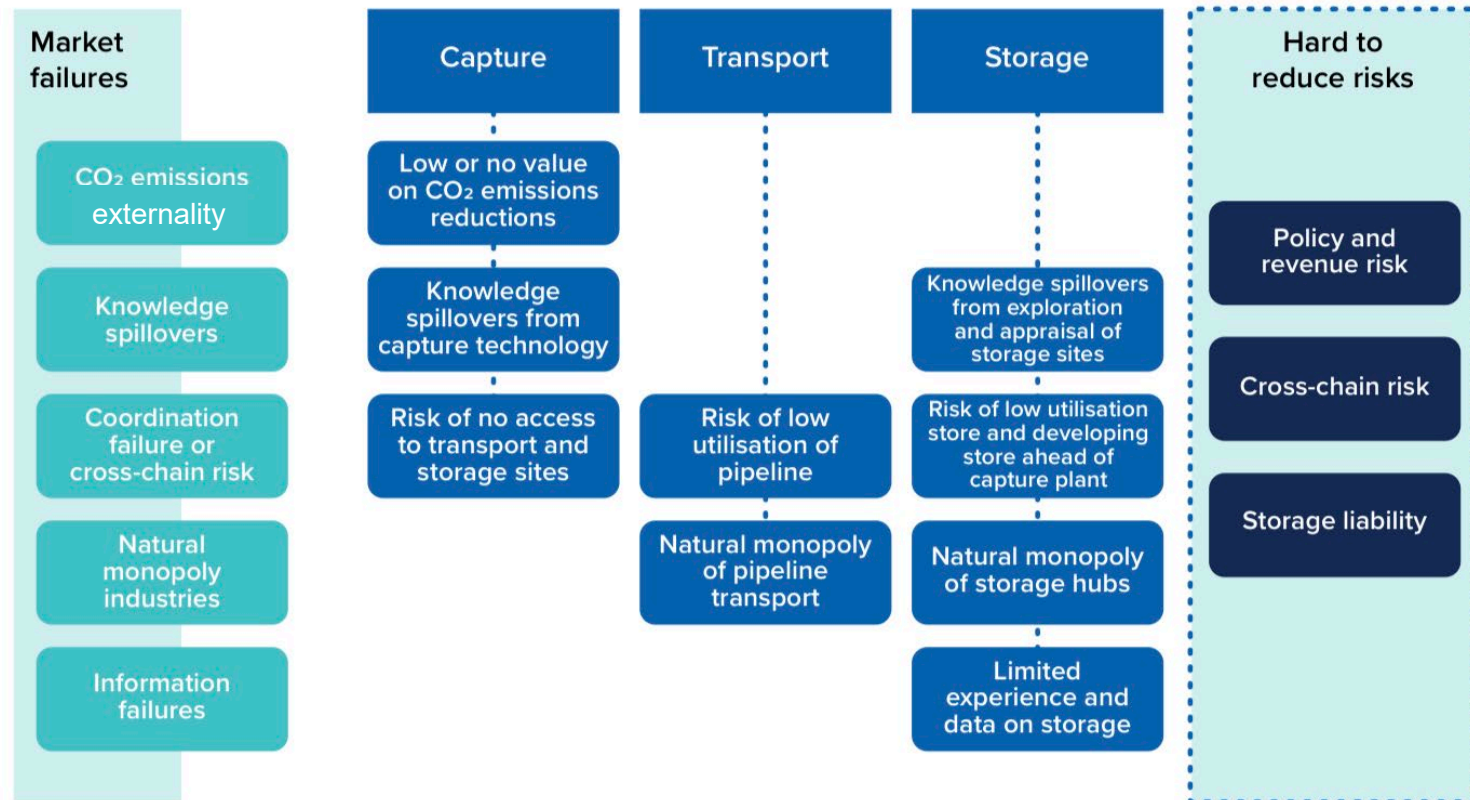 Market
failures
Capture
Transport
Storage
Hard to
reduce risks
CO₂ emissions
externality
Low or no value
on CO₂ emissions
reductions
Policy and
revenue risk
Knowledge
spillovers
Knowledge
spillovers from
capture technology
Knowledge spillovers
from exploration
and appraisal of
storage sites
Cross-chain risk
Coordination
failure or
cross-chain risk
Risk of no access
to transport and
storage sites
Risk of low
utilisation of
pipeline
Risk of low utilisation
store and developing
store ahead of
capture plant
Storage liability
Natural
monopoly
industries
Natural monopoly
of pipeline
transport
Natural monopoly
of storage hubs
Information
failures
Limited
experience and
data on storage